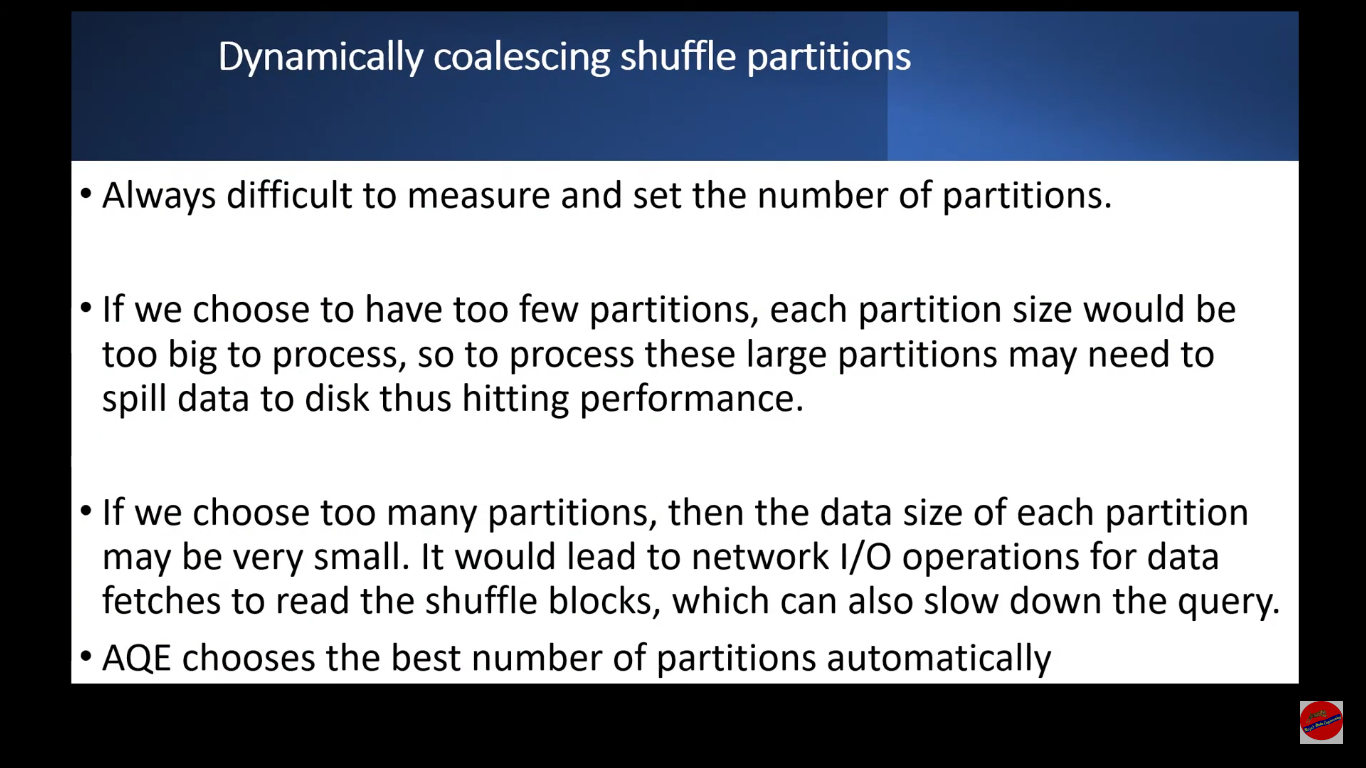 Dynamically coalescing shuffle partitions
• Always difficult to measure and set the number of partitions.
• If we choose to have too few partitions, each partition size would be
too big to process, so to process these large partitions may need to
spill data to disk thus hitting performance.
• If we choose too many partitions, then the data size of each partition
may be very small. It would lead to network I/O operations for data
fetches to read the shuffle blocks, which can also slow down the query.
• AQE chooses the best number of partitions automatically